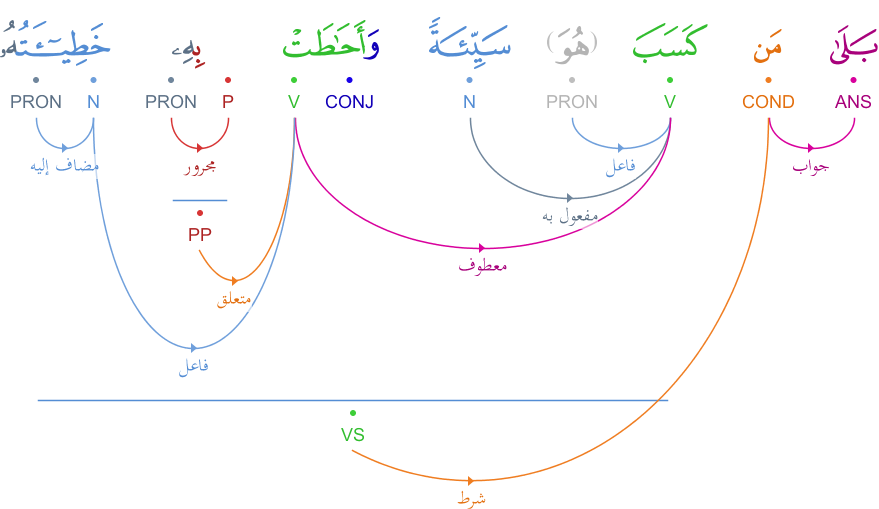 بَلَىٰ مَن كَسَبَ (هُوَ) سَيِّئَةً وَأَحَٰطَتْ بِهِۦ خَطِيٓـَٔتُهُۥ
ANS COND V PRON N CONJ V P PRON N PRON
جواب فاعل مجرور مضاف إليه
مفعول به
PP
معطوف
متعلق
فاعل
VS
شرط